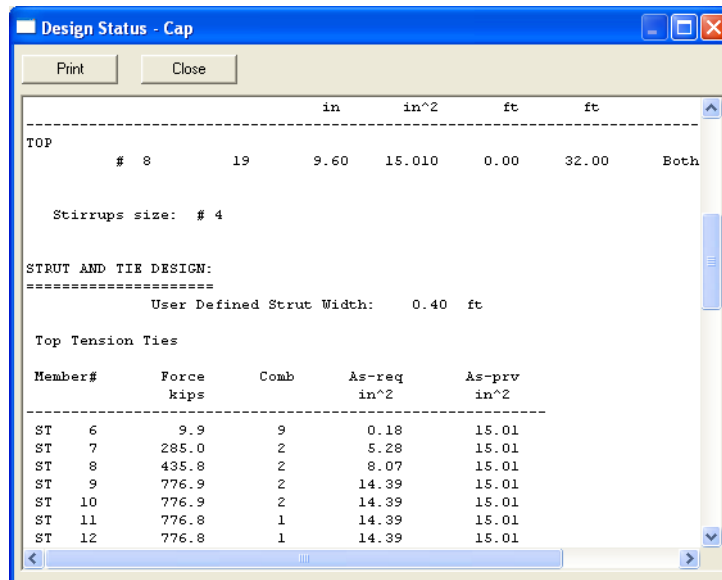 Design Status - Cap
Print Close
in in^2 ft ft
--------------------------------------------------------------------------
TOP
# 8 19 9.60 15.010 0.00 32.00 Both
Stirrups size: # 4
STRUT AND TIE DESIGN:
=====================
User Defined Strut Width: 0.40 ft
Top Tension Ties
Member# Force Comb As-req As-prv
kips in^2 in^2
----------------------------------------------------------
ST 6 9.9 9 0.18 15.01
ST 7 285.0 2 5.28 15.01
ST 8 435.8 2 8.07 15.01
ST 9 776.9 2 14.39 15.01
ST 10 776.9 2 14.39 15.01
ST 11 776.8 1 14.39 15.01
ST 12 776.8 1 14.39 15.01